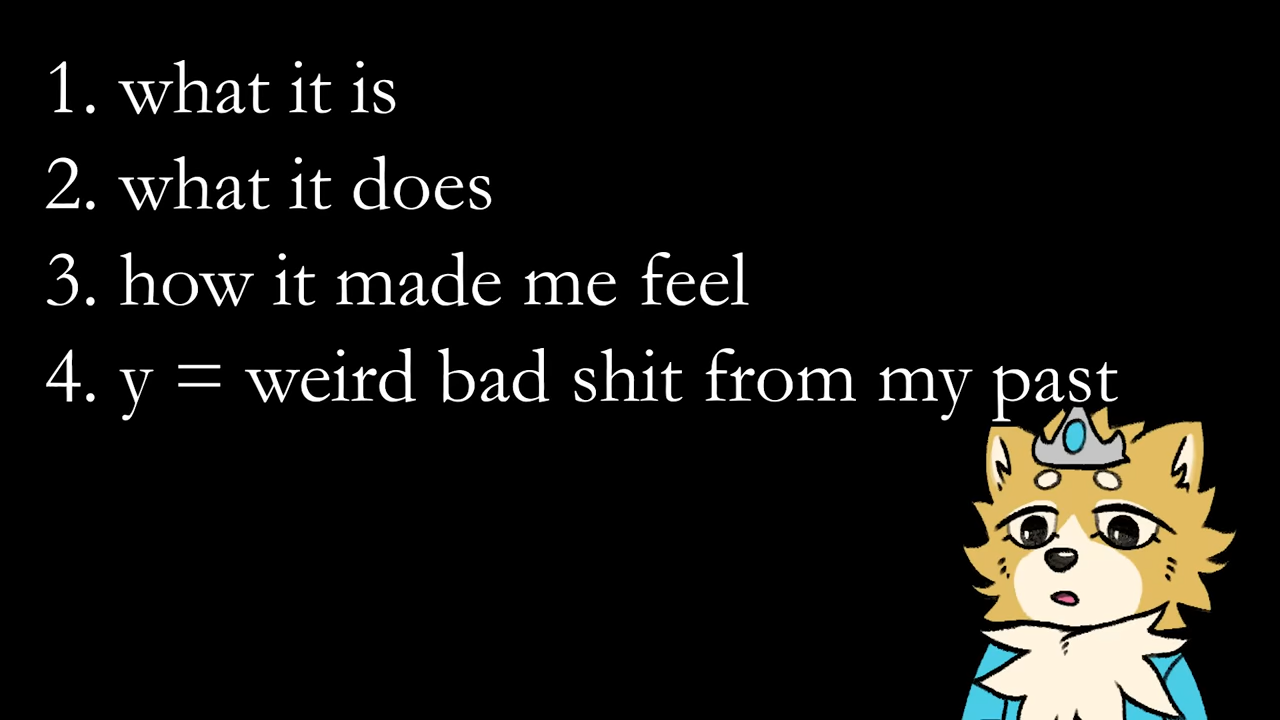 1. what it is
2. what it does
3. how it made me feel
4. y = weird bad shit from my past